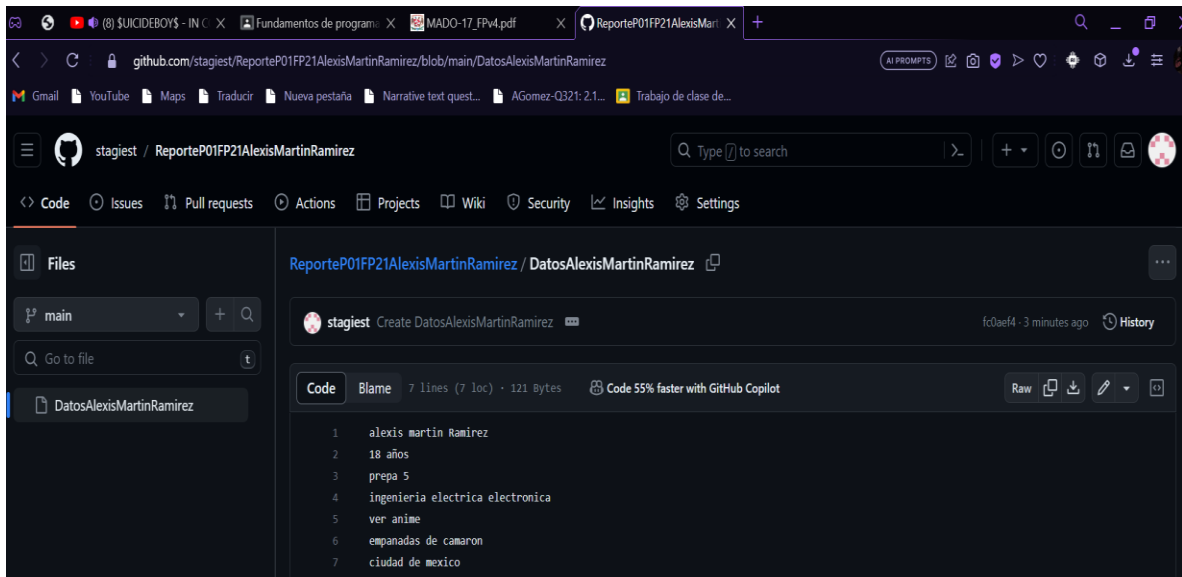 (8) $UICIDEBOY$ - IN
Fundamentos de programa
MADO-17_FPv4.pdf
ReporteP01FP21AlexisMart
github.com/stagiest/ReporteP01FP21AlexisMartinRamirez/blob/main/DatosAlexisMartinRamirez
AI PROMPTS
Gmail YouTube Maps Traducir Nueva pestaña Narrative text quest... AGomez-Q321: 2.1... Trabajo de clase de...
stagiest / ReporteP01FP21AlexisMartinRamirez
Type / to search
Code Issues Pull requests Actions Projects Wiki Security Insights Settings
Files
main
Go to file
t
DatosAlexisMartinRamirez
ReporteP01FP21AlexisMartinRamirez / DatosAlexisMartinRamirez
stagiest Create DatosAlexisMartinRamirez
fc0aef4 · 3 minutes ago
History
Code Blame 7 lines (7 loc) · 121 Bytes
Code 55% faster with GitHub Copilot
Raw
1 alexis martin Ramirez
2 18 años
3 prepa 5
4 ingenieria electrica electronica
5 ver anime
6 empanadas de camaron
7 ciudad de mexico